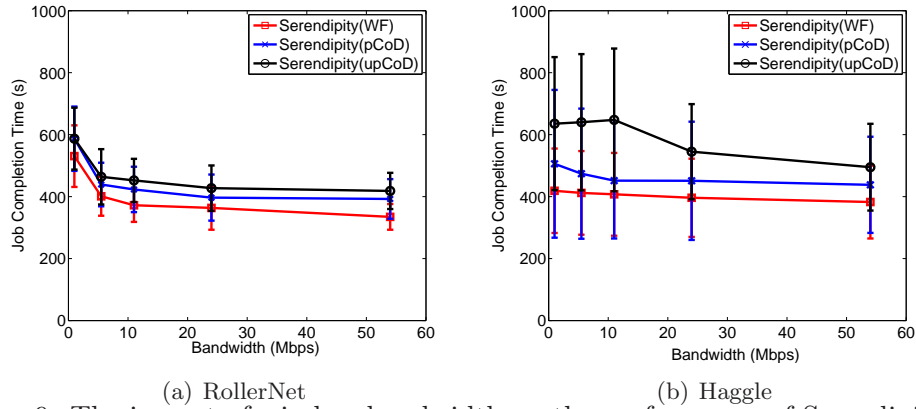 1000
800
600
400
200
0
Job Completion Time (s)
Serendipity(WF)
Serendipity(pCoD)
Serendipity(upCoD)
0 10 20 30 40 50 60
Bandwidth (Mbps)
(a) RollerNet
1000
800
600
400
200
0
Job Completion Time (s)
Serendipity(WF)
Serendipity(pCoD)
Serendipity(upCoD)
0 10 20 30 40 50 60
Bandwidth (Mbps)
(b) Haggle